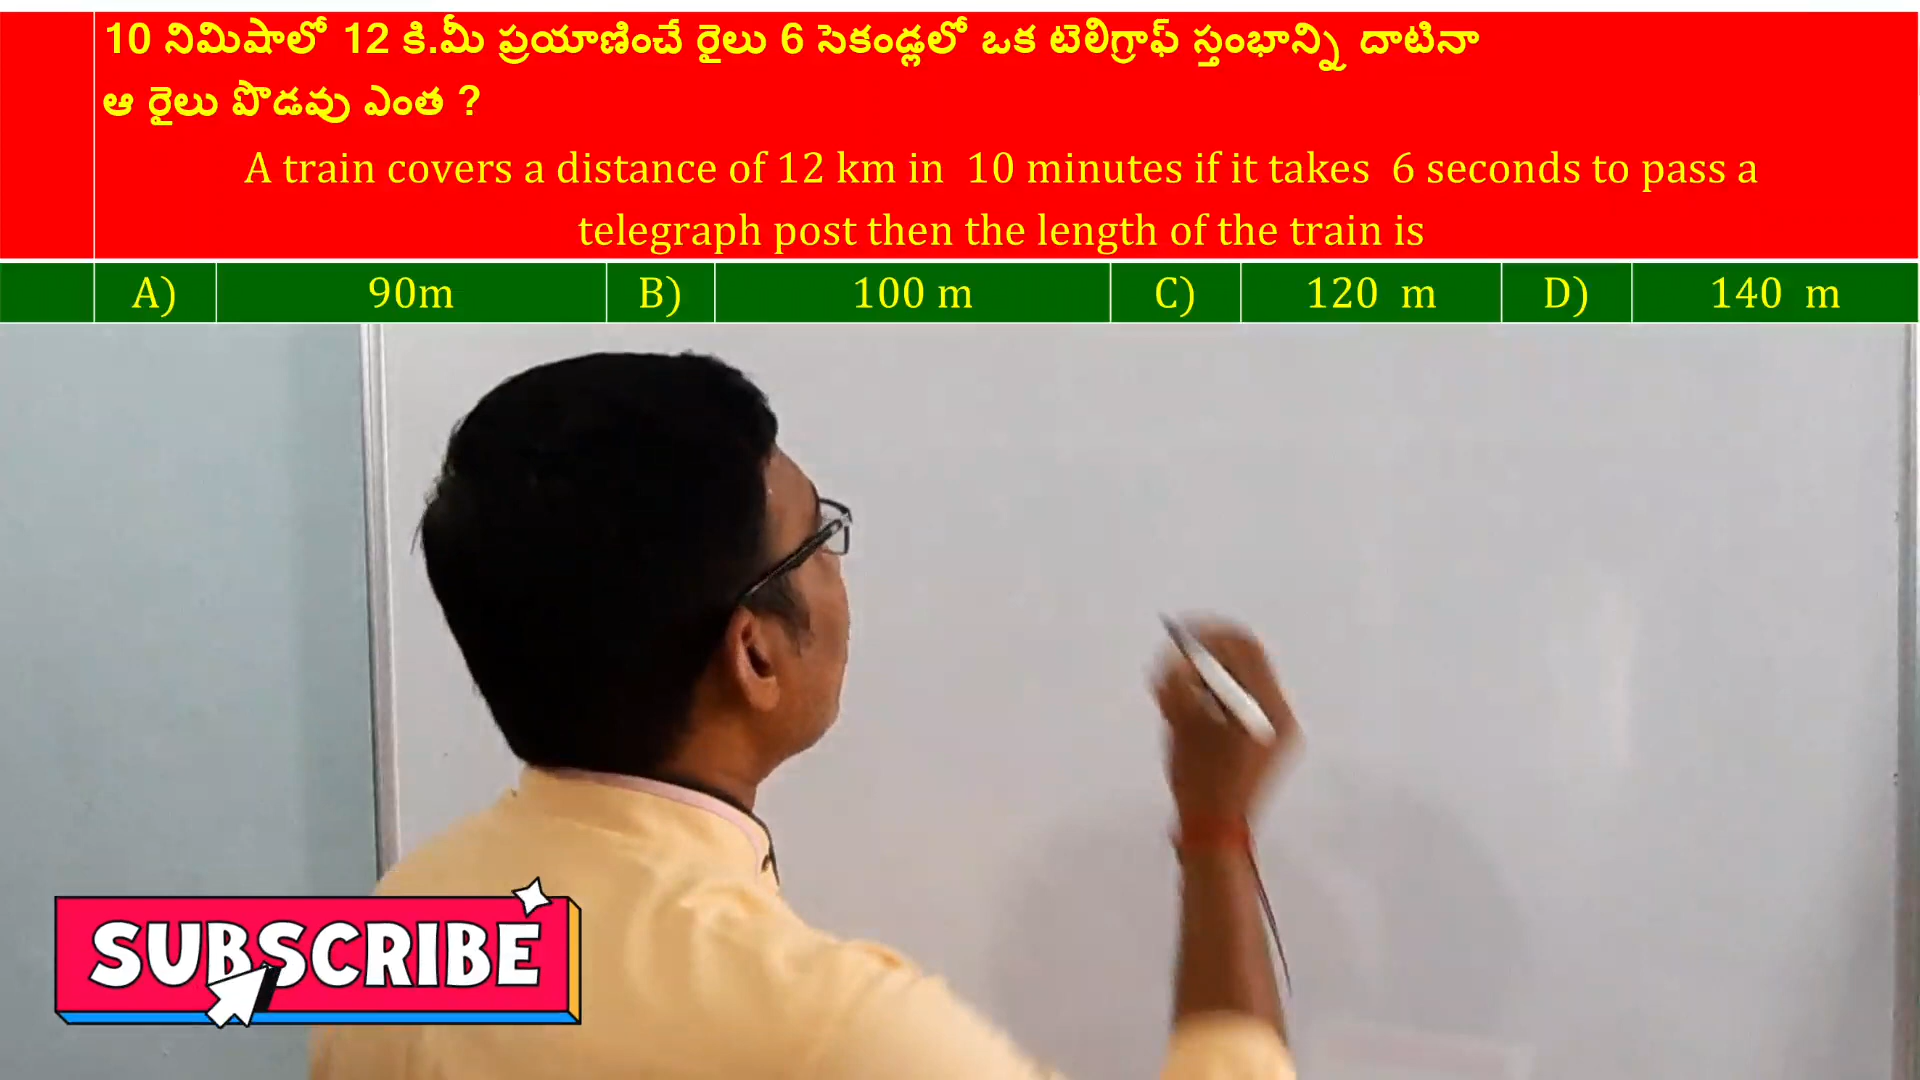 10 నిమిషాలో 12 కి.మీ ప్రయాణించే రైలు 6 సెకండ్లలో ఒక టెలిగ్రాఫ్ స్తంభాన్ని దాటినా
ఆ రైలు పొడవు ఎంత ?
A train covers a distance of 12 km in 10 minutes if it takes 6 seconds to pass a
telegraph post then the length of the train is
A) 90m B) 100 m C) 120 m D) 140 m
SUBSCRIBE